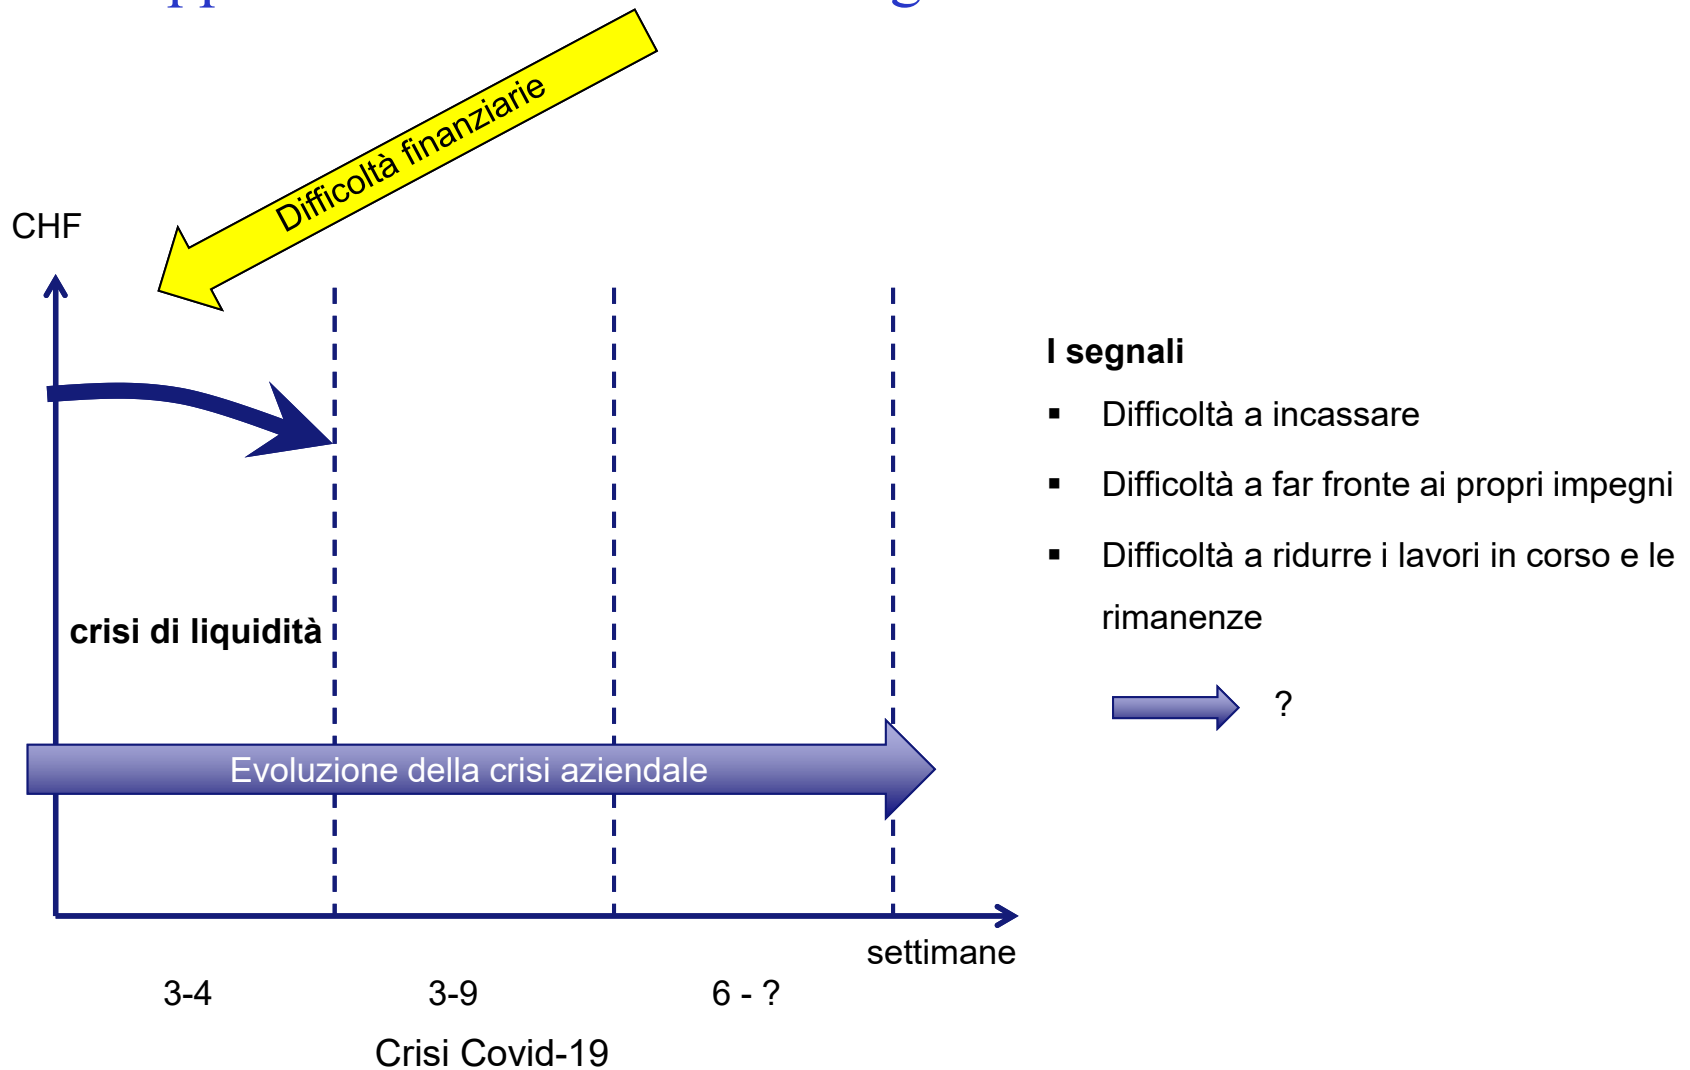 Difficoltà finanziarie
CHF
I segnali
▪ Difficoltà a incassare
▪ Difficoltà a far fronte ai propri impegni
▪ Difficoltà a ridurre i lavori in corso e le
rimanenze
?
crisi di liquidità
Evoluzione della crisi aziendale
settimane
3-4 3-9 6 - ?
Crisi Covid-19